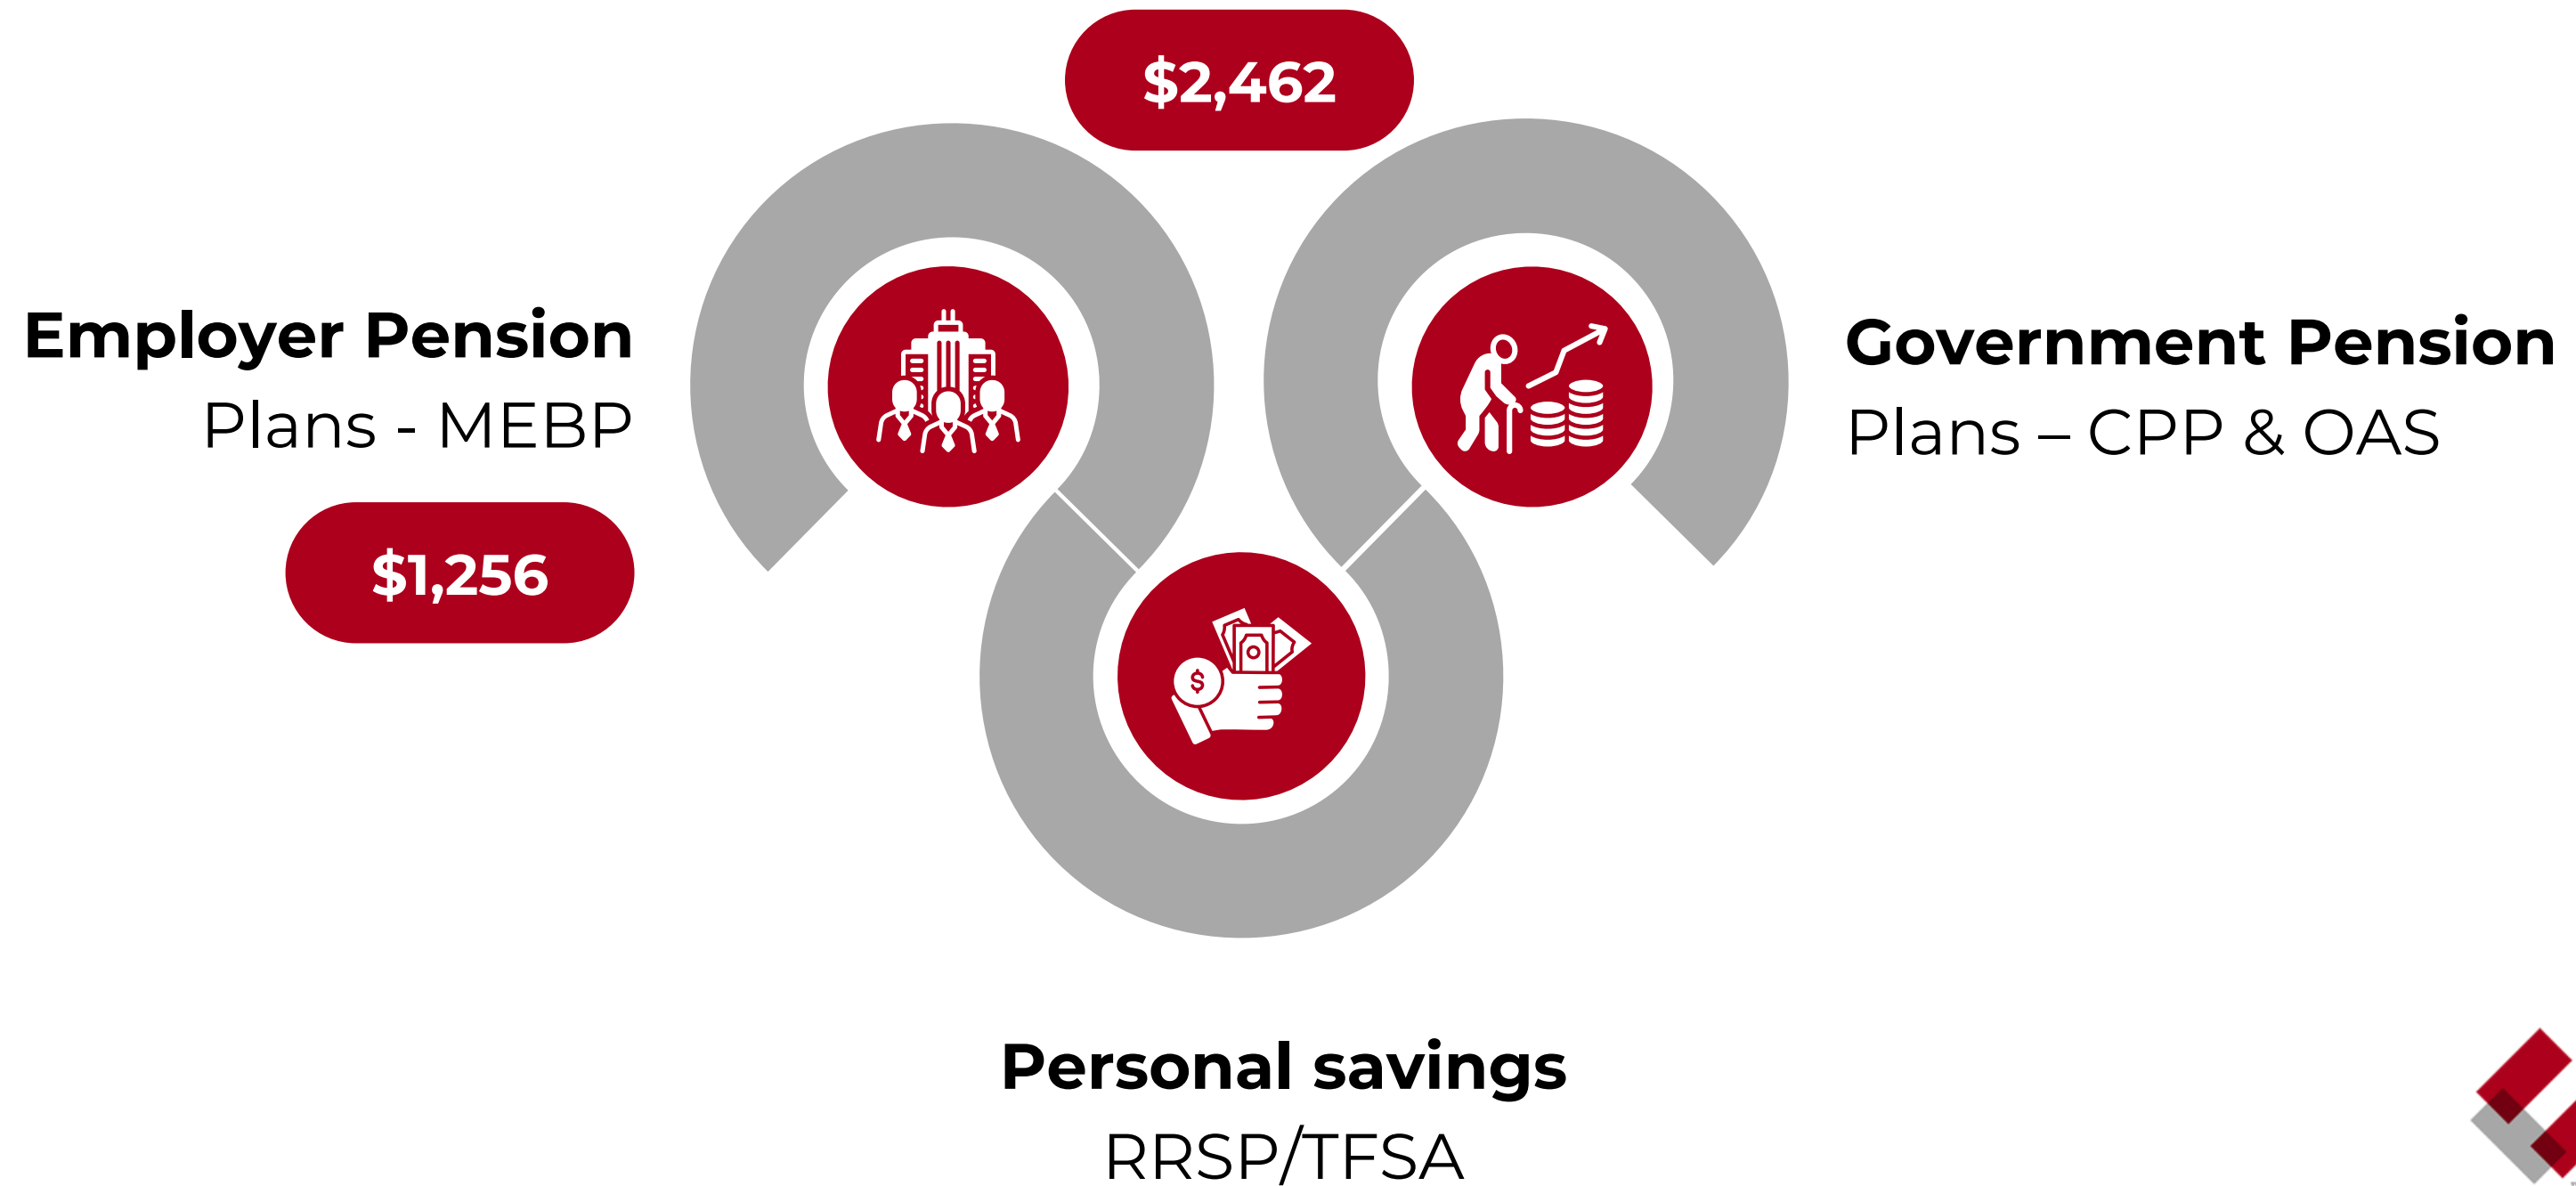 $2,462
Employer Pension
Plans - MEBP
$1,256
Government Pension
Plans – CPP & OAS
$
Personal savings
RRSP/TFSA